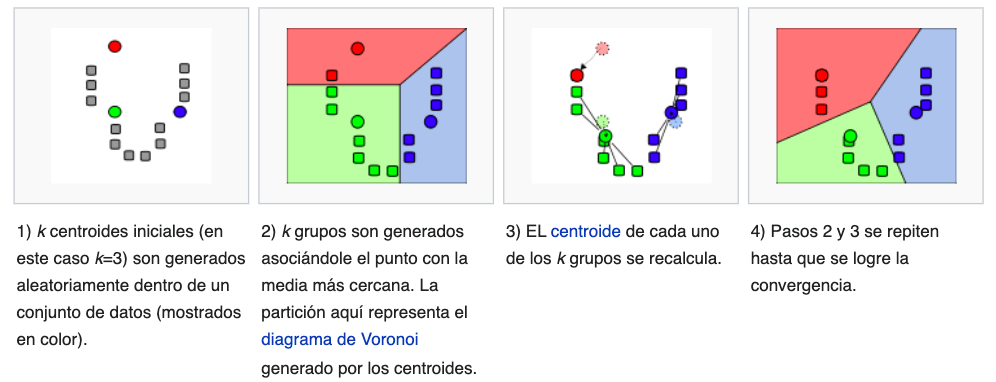 1) k centroides iniciales (en
este caso k=3) son generados
aleatoriamente dentro de un
conjunto de datos (mostrados
en color).
2) k grupos son generados
asociándole el punto con la
media más cercana. La
partición aquí representa el
diagrama de Voronoi
generado por los centroides.
3) EL centroide de cada uno
de los k grupos se recalcula.
4) Pasos 2 y 3 se repiten
hasta que se logre la
convergencia.